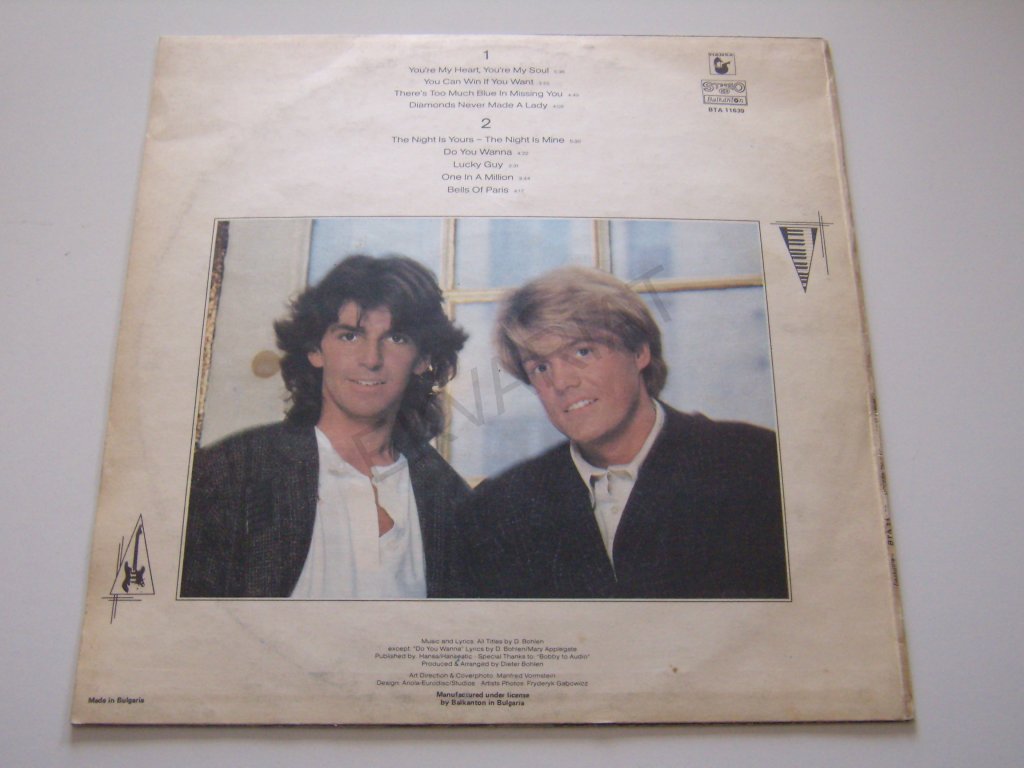 1
You're My Heart, You're My Soul
You Can Win If You Want
There's Too Much Blue In Missing You
Diamonds Never Made A Lady
2
The Night Is Yours – The Night Is Mine
Do You Wanna
Lucky Guy
One In A Million
Bells Of Paris 4:17
HANSA
STEREO
Balkanton
BTA 11639
Music and Lyrics: All Titles by D. Bohlen
except: "Do You Wanna" Lyrics by D. Bohlen/Mary Applegate
Published by: Hansa/Hanseatic · Special Thanks to: "Bobby to Audio"
Produced & Arranged by Dieter Bohlen
Art Direction & Coverphoto: Manfred Vormstein
Design: Ariola-Eurodisc/Studios · Artists Photos: Fryderyk Gabowicz
Made in Bulgaria
Manufactured under license
by Balkanton in Bulgaria